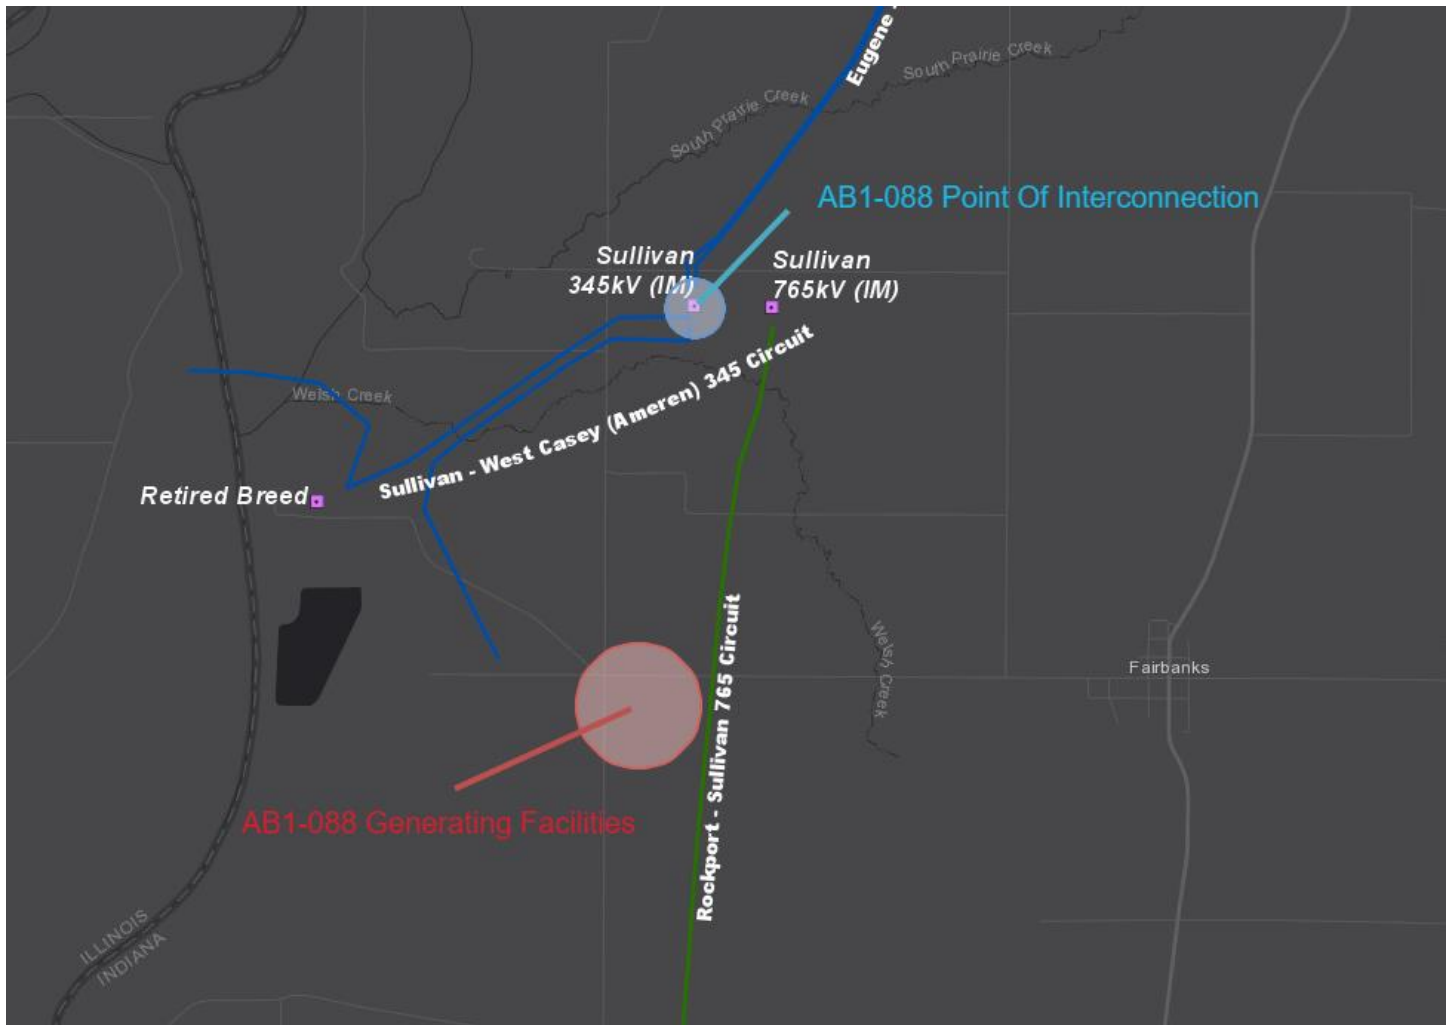 Eugene
South Prairie Creek
South Prairie Creek
AB1-088 Point Of Interconnection
Sullivan
345kV (IM)
Sullivan
765kV (IM)
Sullivan - West Casey (Ameren) 345 Circuit
Welsh Creek
Retired Breed
Rockport - Sullivan 765 Circuit
Welsh Creek
Fairbanks
AB1-088 Generating Facilities
ILLINOIS
INDIANA